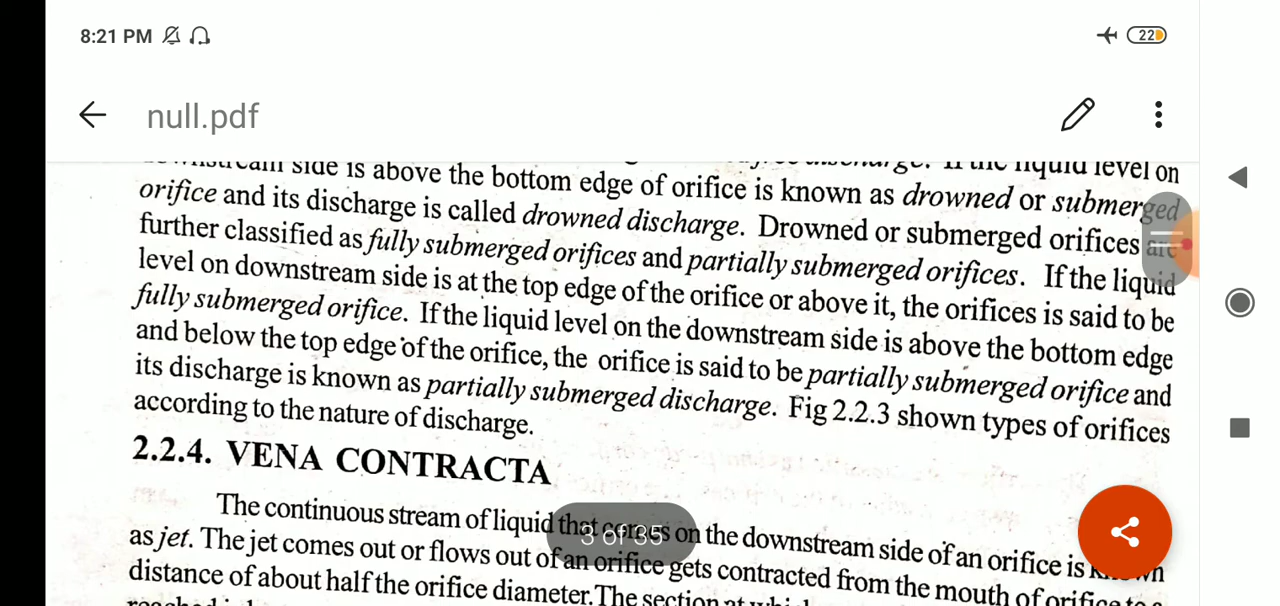 8:21 PM
22
null.pdf
side is above the bottom edge of orifice is known as drowned or submerged
If the liquid level on
orifice and its discharge is called drowned discharge. Drowned or submerged orifices are
further classified as fully submerged orifices and partially submerged orifices. If the liquid
level on downstream side is at the top edge of the orifice or above it, the orifices is said to be
fully submerged orifice. If the liquid level on the downstream side is above the bottom edge
and below the top edge of the orifice, the orifice is said to be partially submerged orifice and
its discharge is known as partially submerged discharge. Fig 2.2.3 shown types of orifices
according to the nature of discharge.
2.2.4. VENA CONTRACTA
The continuous stream of liquid that comes on the downstream side of an orifice is known
3 of 35
as jet. The jet comes out or flows out of an orifice gets contracted from the mouth of orifice to a
distance of about half the orifice diameter. The section at which